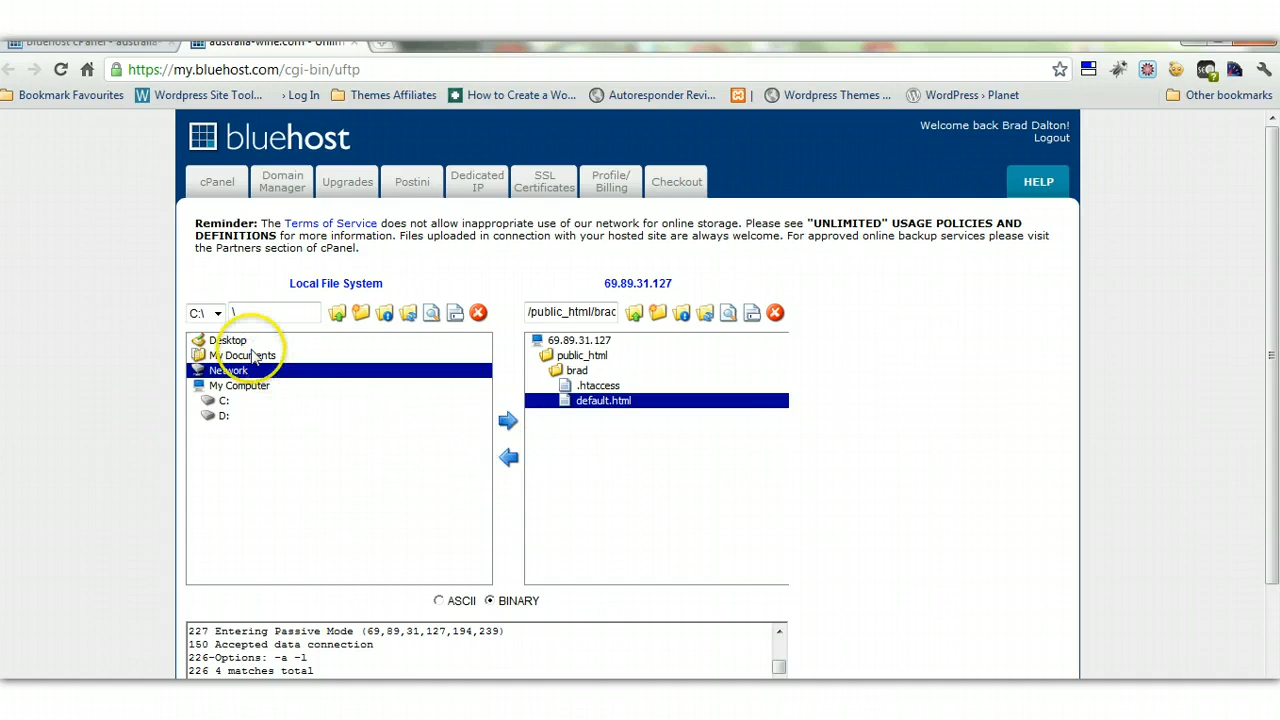 bluehost cPanel - australia-
australia-wine.com - Unlim
https://my.bluehost.com/cgi-bin/uftp
Bookmark Favourites
Wordpress Site Tool...
› Log In
Themes Affiliates
How to Create a Wo...
Autoresponder Revi...
Wordpress Themes ...
WordPress › Planet
Other bookmarks
bluehost
Welcome back Brad Dalton!
Logout
cPanel
Domain Manager
Upgrades
Postini
Dedicated IP
SSL Certificates
Profile/ Billing
Checkout
HELP
Reminder: The Terms of Service does not allow inappropriate use of our network for online storage. Please see "UNLIMITED" USAGE POLICIES AND
DEFINITIONS for more information. Files uploaded in connection with your hosted site are always welcome. For approved online backup services please visit
the Partners section of cPanel.
Local File System
69.89.31.127
C:\
\
/public_html/brac
Desktop
My Documents
Network
My Computer
C:
D:
69.89.31.127
public_html
brad
.htaccess
default.html
ASCII
BINARY
227 Entering Passive Mode (69,89,31,127,194,239)
150 Accepted data connection
226-Options: -a -l
226 4 matches total